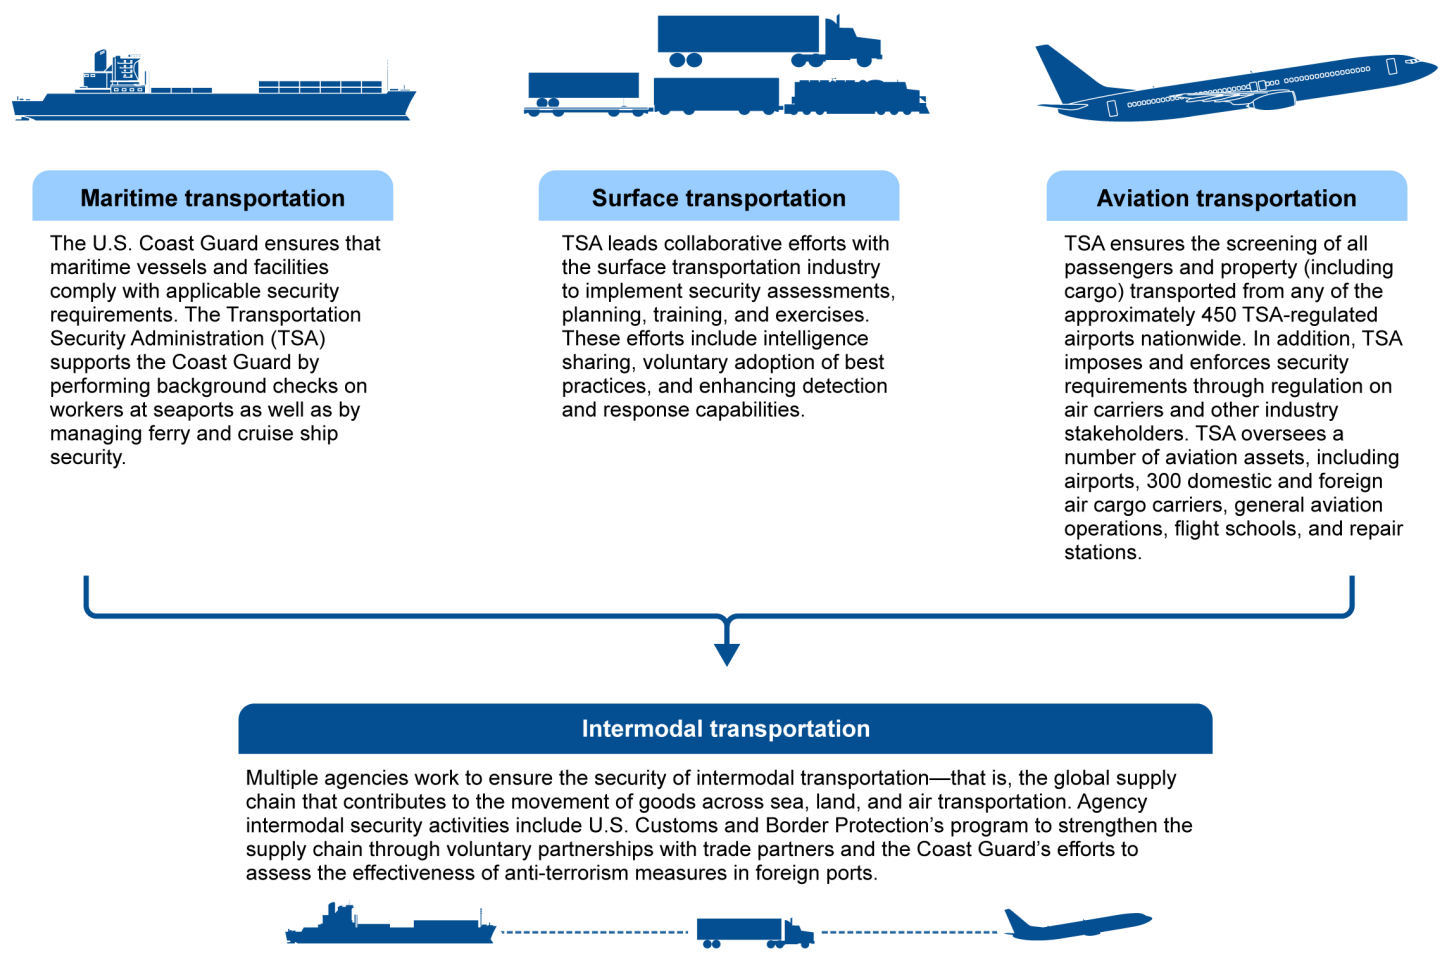 Maritime transportation
The U.S. Coast Guard ensures that
maritime vessels and facilities
comply with applicable security
requirements. The Transportation
Security Administration (TSA)
supports the Coast Guard by
performing background checks on
workers at seaports as well as by
managing ferry and cruise ship
security.
Surface transportation
TSA leads collaborative efforts with
the surface transportation industry
to implement security assessments,
planning, training, and exercises.
These efforts include intelligence
sharing, voluntary adoption of best
practices, and enhancing detection
and response capabilities.
Aviation transportation
TSA ensures the screening of all
passengers and property (including
cargo) transported from any of the
approximately 450 TSA-regulated
airports nationwide. In addition, TSA
imposes and enforces security
requirements through regulation on
air carriers and other industry
stakeholders. TSA oversees a
number of aviation assets, including
airports, 300 domestic and foreign
air cargo carriers, general aviation
operations, flight schools, and repair
stations.
Intermodal transportation
Multiple agencies work to ensure the security of intermodal transportation—that is, the global supply
chain that contributes to the movement of goods across sea, land, and air transportation. Agency
intermodal security activities include U.S. Customs and Border Protection’s program to strengthen the
supply chain through voluntary partnerships with trade partners and the Coast Guard’s efforts to
assess the effectiveness of anti-terrorism measures in foreign ports.